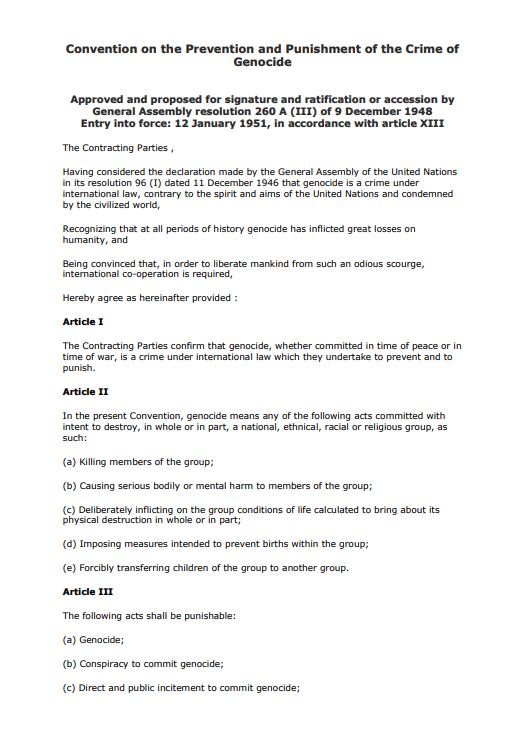 Convention on the Prevention and Punishment of the Crime of
Genocide
Approved and proposed for signature and ratification or accession by
General Assembly resolution 260 A (III) of 9 December 1948
Entry into force: 12 January 1951, in accordance with article XIII
The Contracting Parties ,
Having considered the declaration made by the General Assembly of the United Nations
in its resolution 96 (I) dated 11 December 1946 that genocide is a crime under
international law, contrary to the spirit and aims of the United Nations and condemned
by the civilized world,
Recognizing that at all periods of history genocide has inflicted great losses on
humanity, and
Being convinced that, in order to liberate mankind from such an odious scourge,
international co-operation is required,
Hereby agree as hereinafter provided :
Article I
The Contracting Parties confirm that genocide, whether committed in time of peace or in
time of war, is a crime under international law which they undertake to prevent and to
punish.
Article II
In the present Convention, genocide means any of the following acts committed with
intent to destroy, in whole or in part, a national, ethnical, racial or religious group, as
such:
(a) Killing members of the group;
(b) Causing serious bodily or mental harm to members of the group;
(c) Deliberately inflicting on the group conditions of life calculated to bring about its
physical destruction in whole or in part;
(d) Imposing measures intended to prevent births within the group;
(e) Forcibly transferring children of the group to another group.
Article III
The following acts shall be punishable:
(a) Genocide;
(b) Conspiracy to commit genocide;
(c) Direct and public incitement to commit genocide;